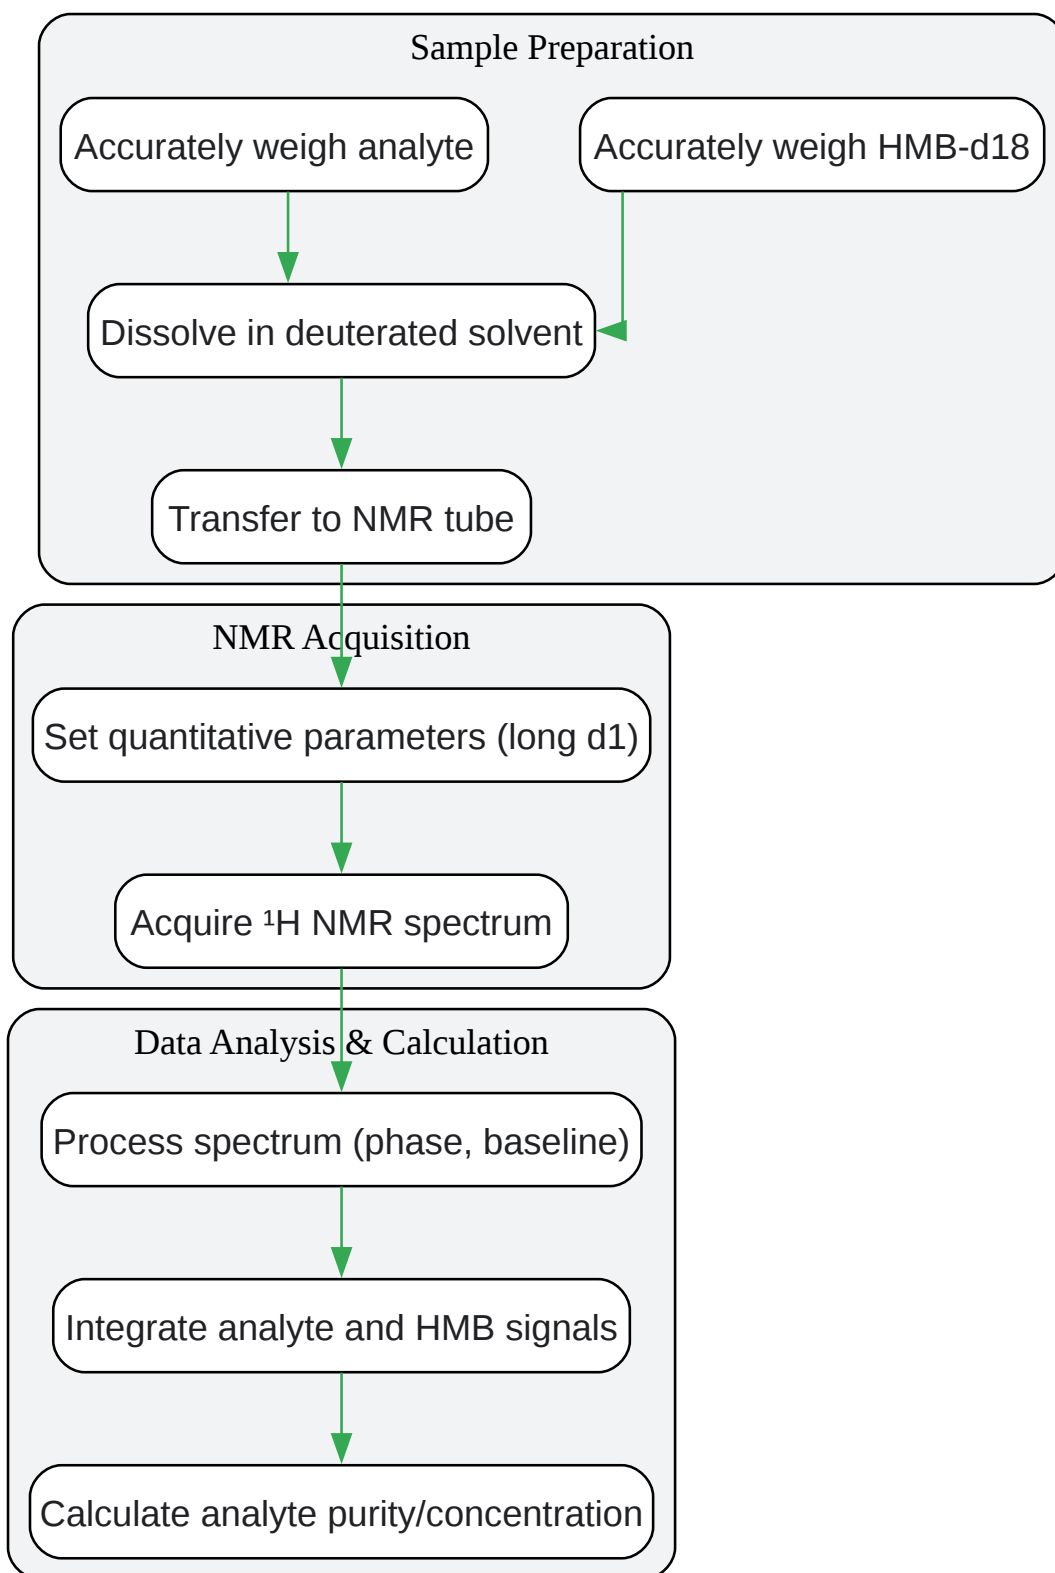 Sample Preparation
Accurately weigh analyte
Accurately weigh HMB-d18
Dissolve in deuterated solvent
Transfer to NMR tube
NMR Acquisition
Set quantitative parameters (long d1)
Acquire ¹H NMR spectrum
Data Analysis & Calculation
Process spectrum (phase, baseline)
Integrate analyte and HMB signals
Calculate analyte purity/concentration